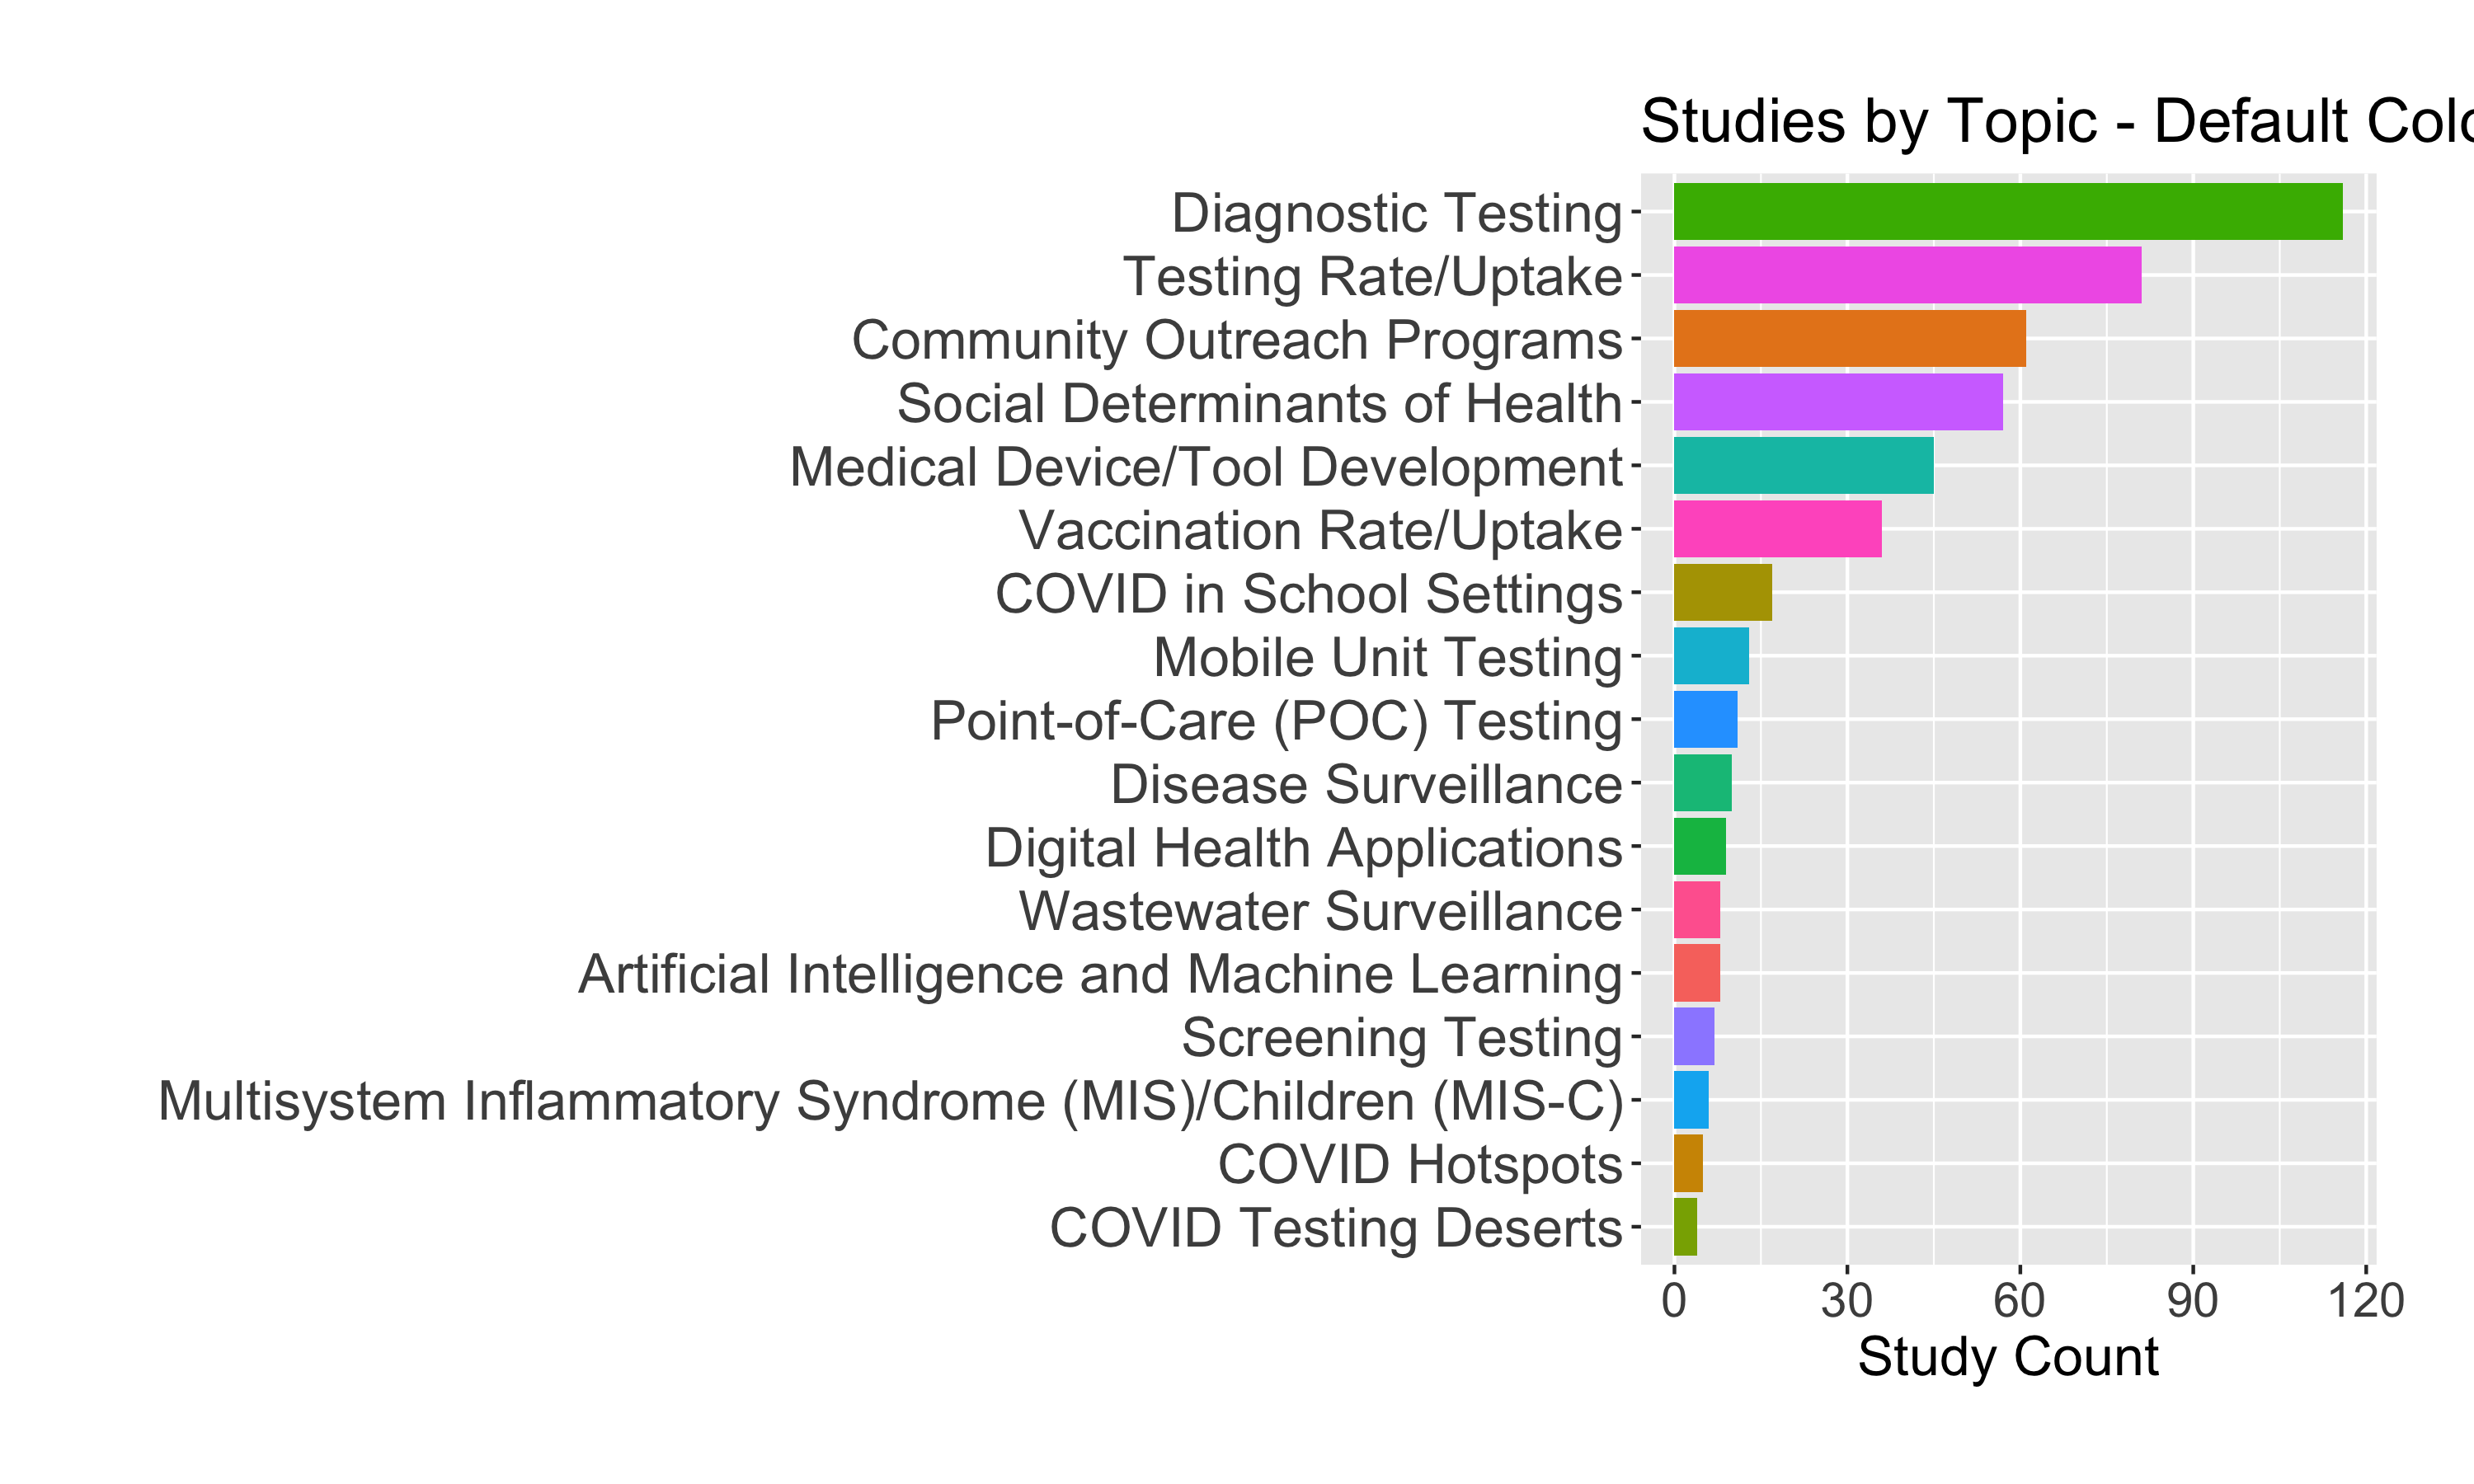 Studies by Topic - Default Colo
Diagnostic Testing
Testing Rate/Uptake
Community Outreach Programs
Social Determinants of Health
Medical Device/Tool Development
Vaccination Rate/Uptake
COVID in School Settings
Mobile Unit Testing
Point-of-Care (POC) Testing
Disease Surveillance
Digital Health Applications
Wastewater Surveillance
Artificial Intelligence and Machine Learning
Screening Testing
Multisystem Inflammatory Syndrome (MIS)/Children (MIS-C)
COVID Hotspots
COVID Testing Deserts
0 30 60 90 120
Study Count